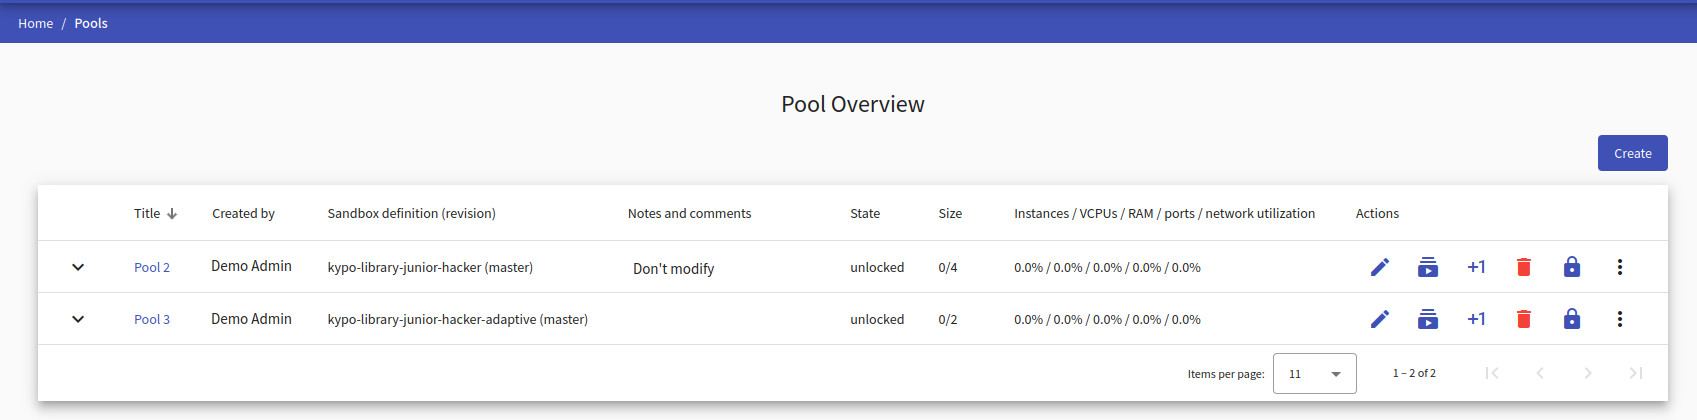 Home / Pools
Pool Overview
Create
Title Created by Sandbox definition (revision) Notes and comments State Size Instances / VCPUs / RAM / ports / network utilization Actions
Pool 2 Demo Admin kypo-library-junior-hacker (master) Don't modify unlocked 0/4 0.0% / 0.0% / 0.0% / 0.0% / 0.0% +1
Pool 3 Demo Admin kypo-library-junior-hacker-adaptive (master) unlocked 0/2 0.0% / 0.0% / 0.0% / 0.0% / 0.0% +1
Items per page: 11 1 – 2 of 2